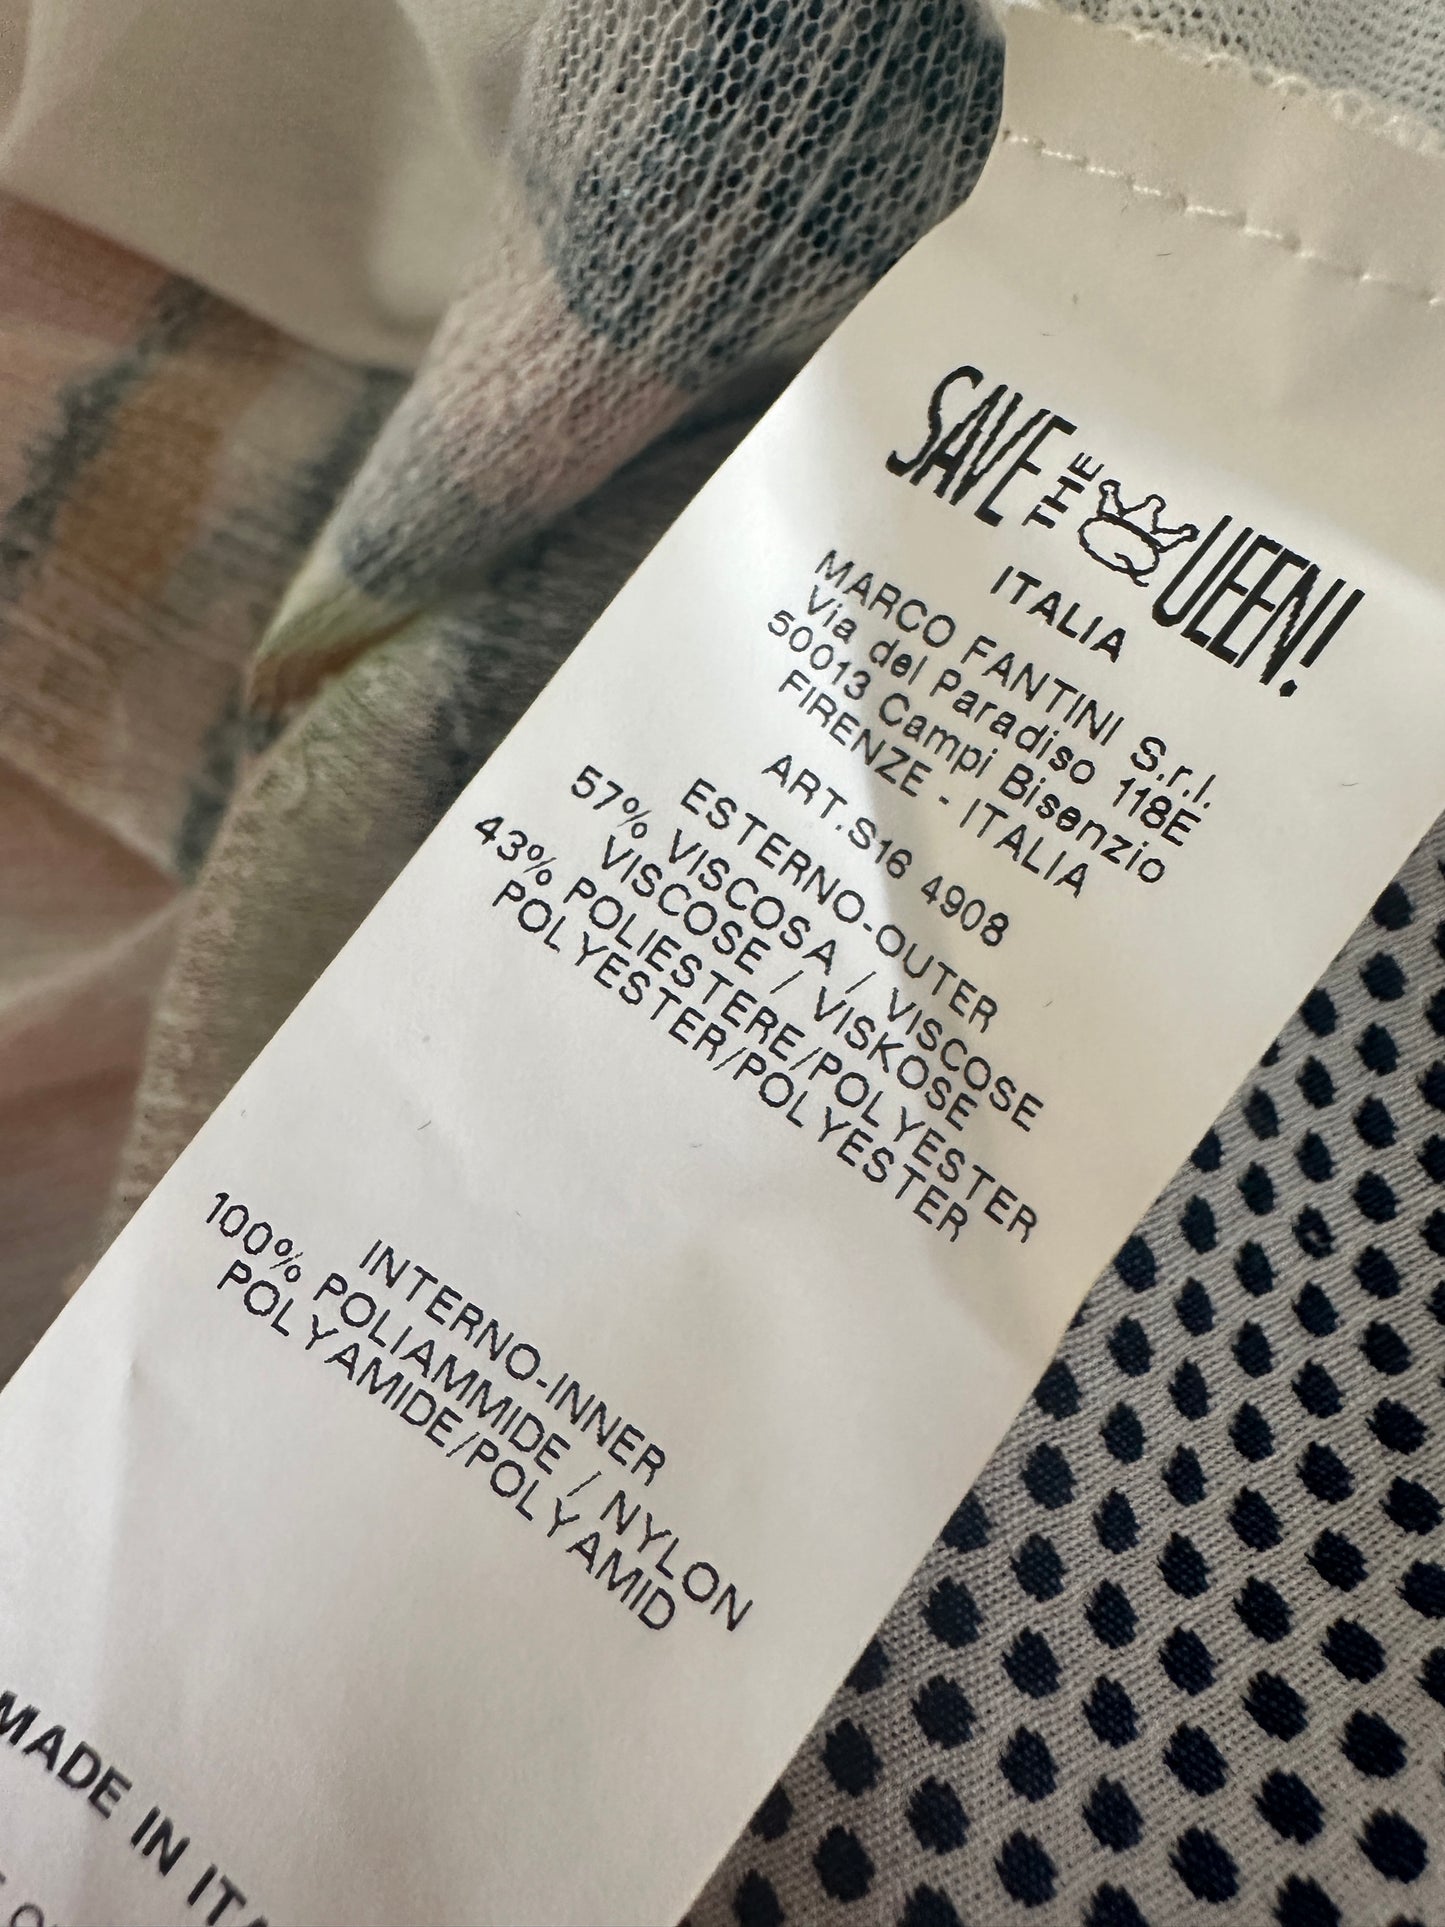 SAVE THE QUEEN!
ITALIA
MARCO FANTINI S.r.l.
Via del Paradiso 118E
50013 Campi Bisenzio
FIRENZE - ITALIA
ART.S16 4908
ESTERNO-OUTER
57% VISCOSA / VISCOSE
VISCOSE / VISKOSE
43% POLIESTERE/POLYESTER
POLYESTER/POLYESTER
INTERNO-INNER
100% POLIAMMIDE / NYLON
POLYAMIDE/POLYAMID
MADE IN ITA